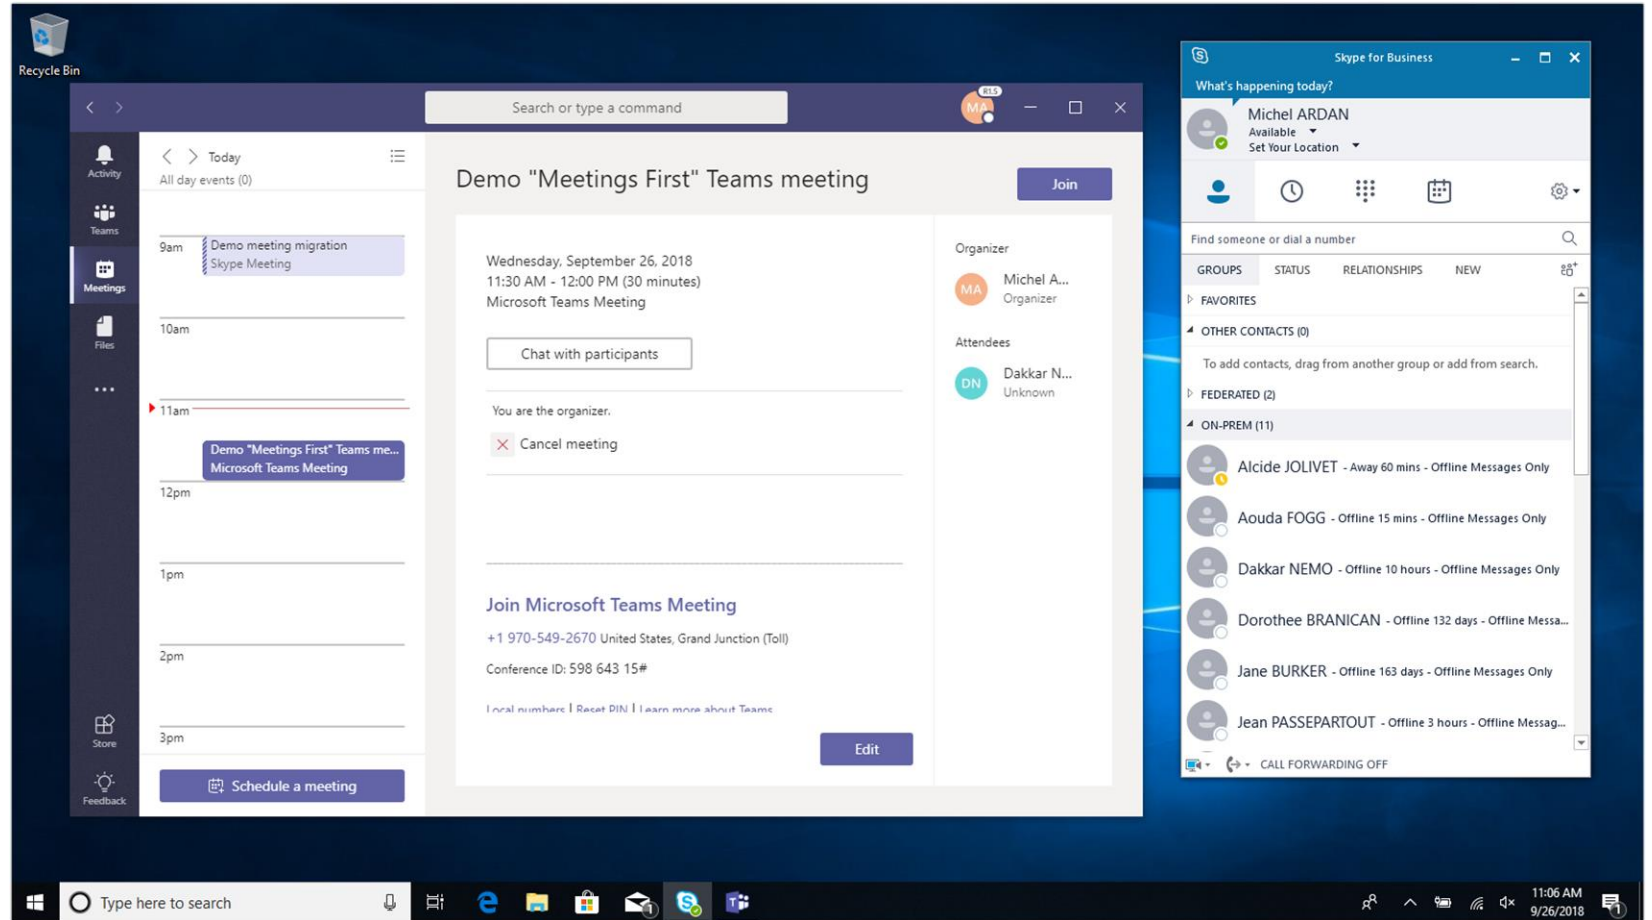 Recycle Bin
Search or type a command
R1.5
MA
Activity
Teams
Meetings
Files
Store
Feedback
Today
All day events (0)
9am
Demo meeting migration
Skype Meeting
10am
11am
Demo "Meetings First" Teams me...
Microsoft Teams Meeting
12pm
1pm
2pm
3pm
Schedule a meeting
Demo "Meetings First" Teams meeting
Join
Wednesday, September 26, 2018
11:30 AM - 12:00 PM (30 minutes)
Microsoft Teams Meeting
Chat with participants
You are the organizer.
Cancel meeting
Join Microsoft Teams Meeting
+1 970-549-2670 United States, Grand Junction (Toll)
Conference ID: 598 643 15#
Local numbers | Reset PIN | Learn more about Teams
Edit
Organizer
MA
Michel A...
Organizer
Attendees
DN
Dakkar N...
Unknown
Skype for Business
What's happening today?
Michel ARDAN
Available
Set Your Location
Find someone or dial a number
GROUPS STATUS RELATIONSHIPS NEW
FAVORITES
OTHER CONTACTS (0)
To add contacts, drag from another group or add from search.
FEDERATED (2)
ON-PREM (11)
Alcide JOLIVET - Away 60 mins - Offline Messages Only
Aouda FOGG - Offline 15 mins - Offline Messages Only
Dakkar NEMO - Offline 10 hours - Offline Messages Only
Dorothee BRANICAN - Offline 132 days - Offline Messa...
Jane BURKER - Offline 163 days - Offline Messages Only
Jean PASSEPARTOUT - Offline 3 hours - Offline Messag...
CALL FORWARDING OFF
Type here to search
1
11:06 AM
9/26/2018
1